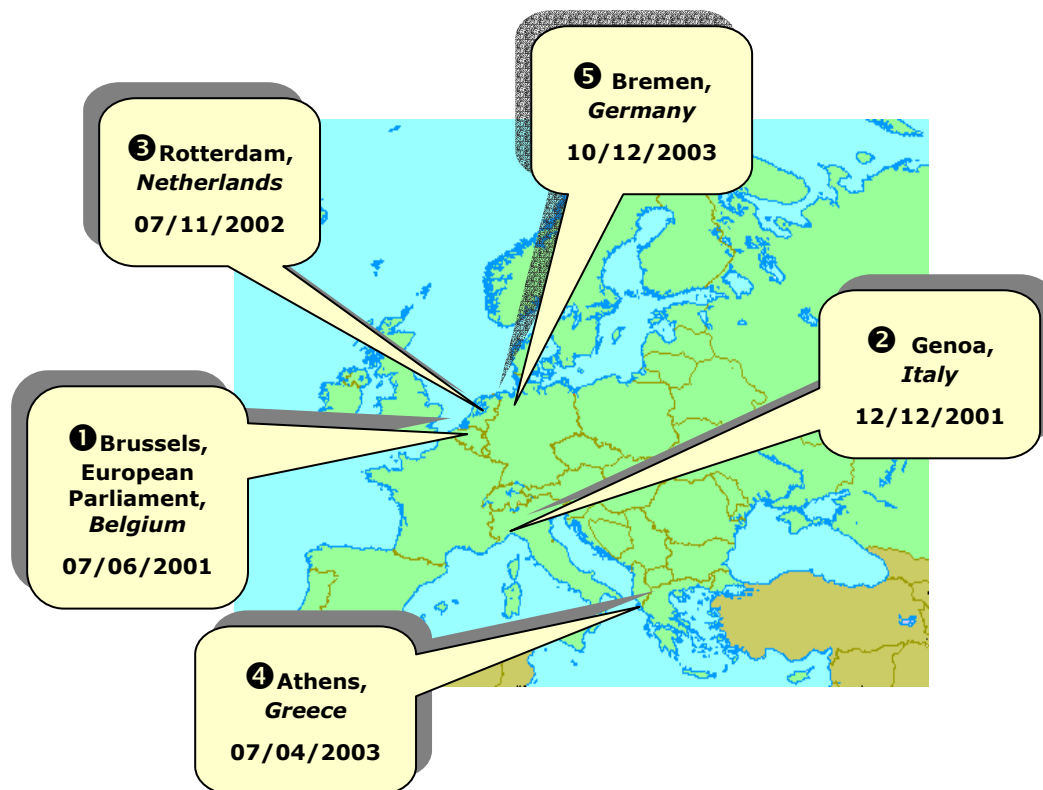 ❺ Bremen,
Germany
10/12/2003
❸Rotterdam,
Netherlands
07/11/2002
❷ Genoa,
Italy
12/12/2001
❶Brussels,
European
Parliament,
Belgium
07/06/2001
❹Athens,
Greece
07/04/2003